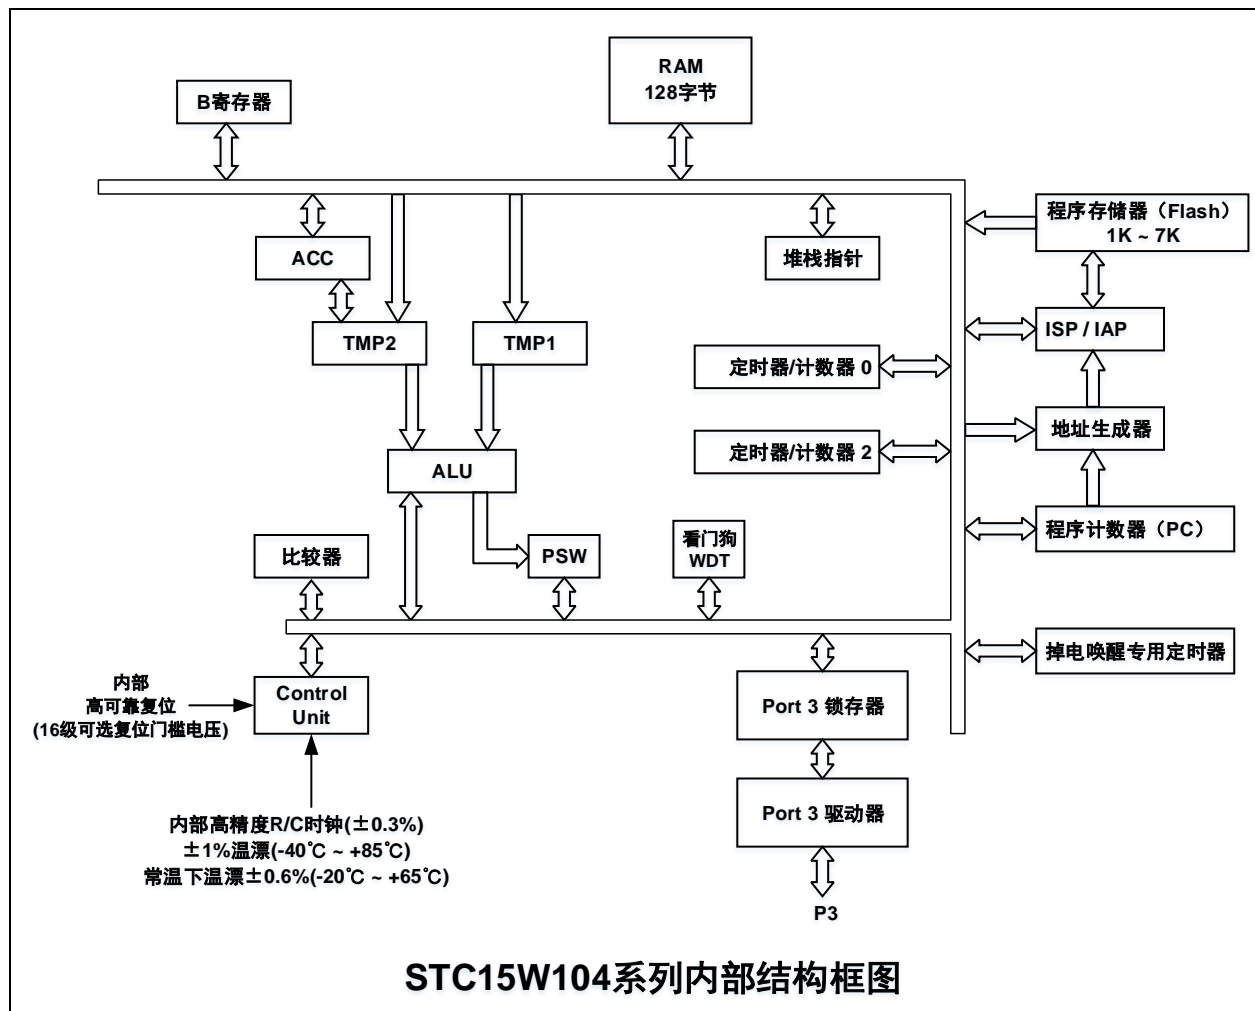 RAM
128字节
B寄存器
程序存储器（Flash）
1K ~ 7K
ACC
堆栈指针
TMP2
TMP1
ISP / IAP
定时器/计数器 0
地址生成器
定时器/计数器 2
ALU
程序计数器（PC）
比较器
PSW
看门狗
WDT
掉电唤醒专用定时器
内部
高可靠复位
(16级可选复位门槛电压)
Control
Unit
Port 3 锁存器
Port 3 驱动器
内部高精度R/C时钟(±0.3%)
±1%温漂(-40℃ ~ +85℃)
常温下温漂±0.6%(-20℃ ~ +65℃)
P3
STC15W104系列内部结构框图